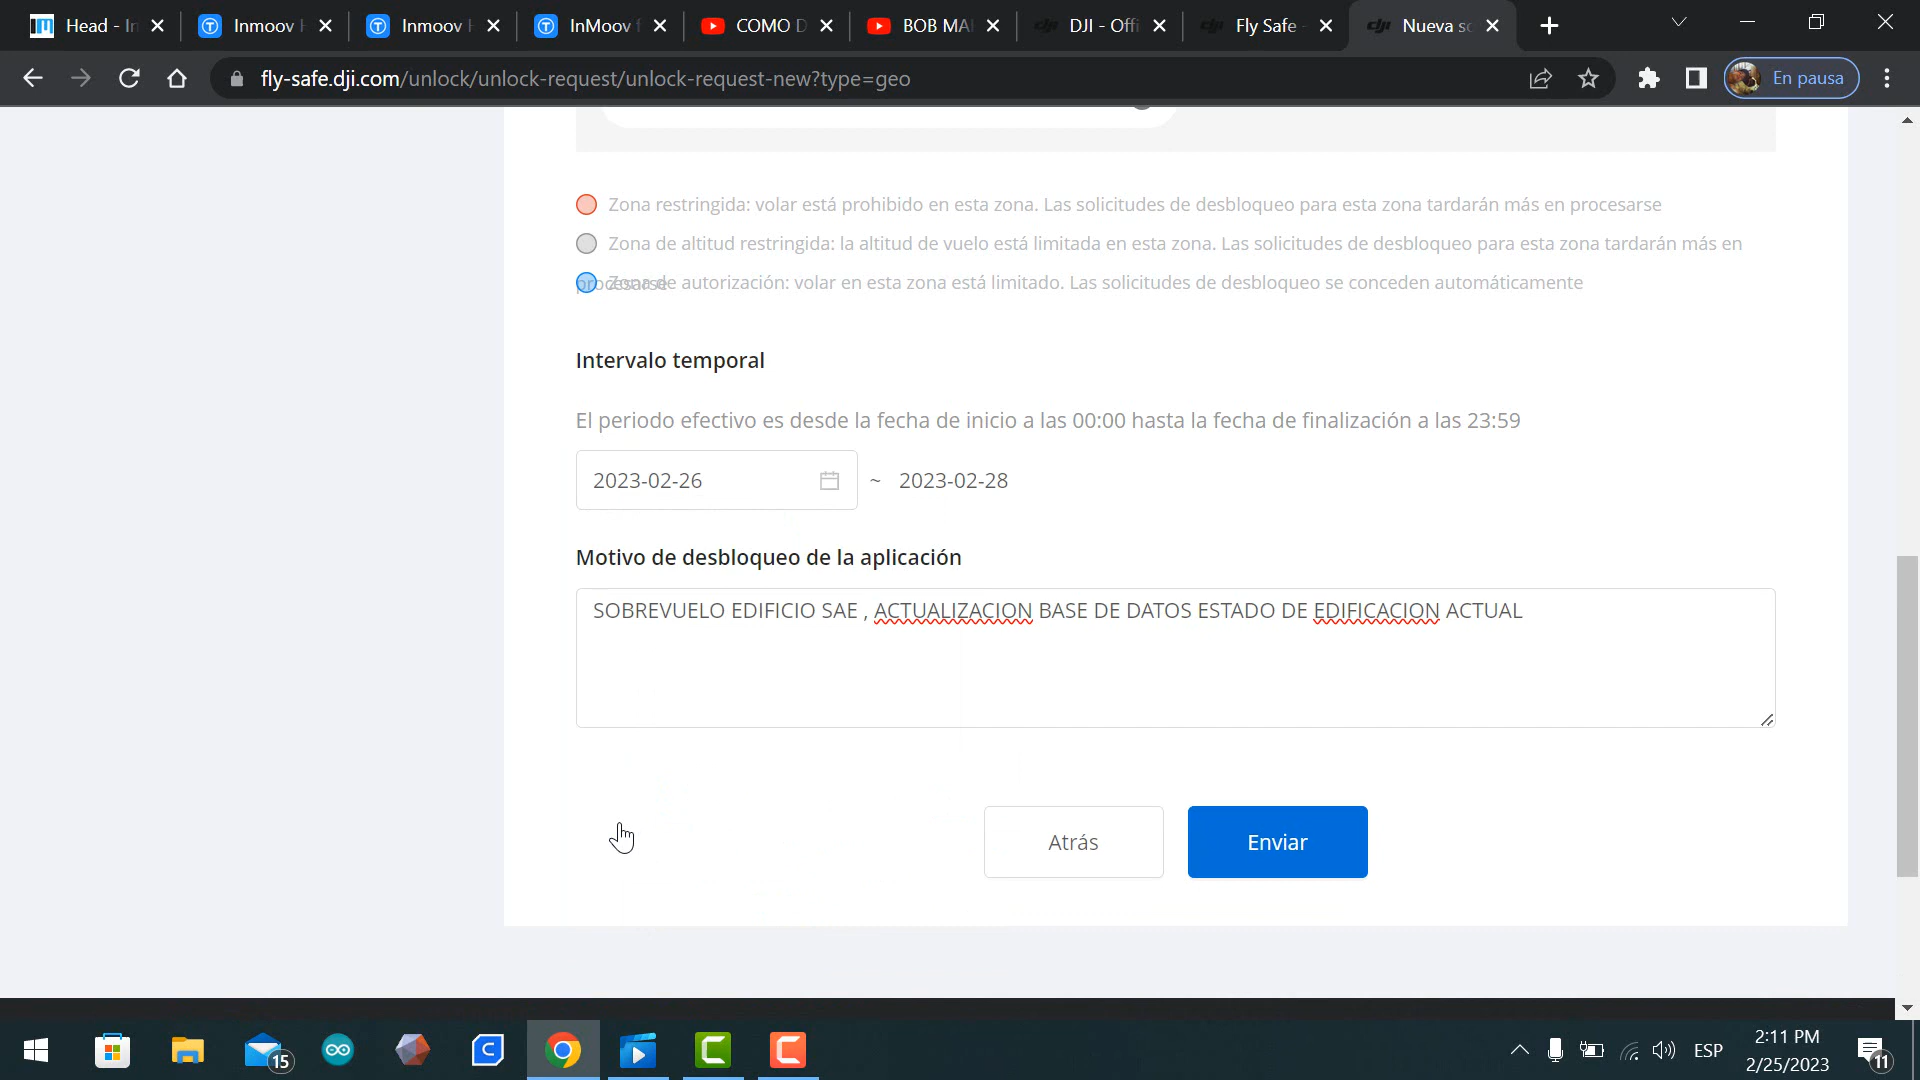 Head - In
Inmoov H
Inmoov H
InMoov f
COMO D
BOB MAI
DJI - Offi
Fly Safe -
Nueva so
fly-safe.dji.com/unlock/unlock-request/unlock-request-new?type=geo
En pausa
Zona restringida: volar está prohibido en esta zona. Las solicitudes de desbloqueo para esta zona tardarán más en procesarse
Zona de altitud restringida: la altitud de vuelo está limitada en esta zona. Las solicitudes de desbloqueo para esta zona tardarán más en
procesarse
Zona de autorización: volar en esta zona está limitado. Las solicitudes de desbloqueo se conceden automáticamente
Intervalo temporal
El periodo efectivo es desde la fecha de inicio a las 00:00 hasta la fecha de finalización a las 23:59
2023-02-26 ~ 2023-02-28
Motivo de desbloqueo de la aplicación
SOBREVUELO EDIFICIO SAE , ACTUALIZACION BASE DE DATOS ESTADO DE EDIFICACION ACTUAL
Atrás
Enviar
15
ESP
2:11 PM
2/25/2023
11